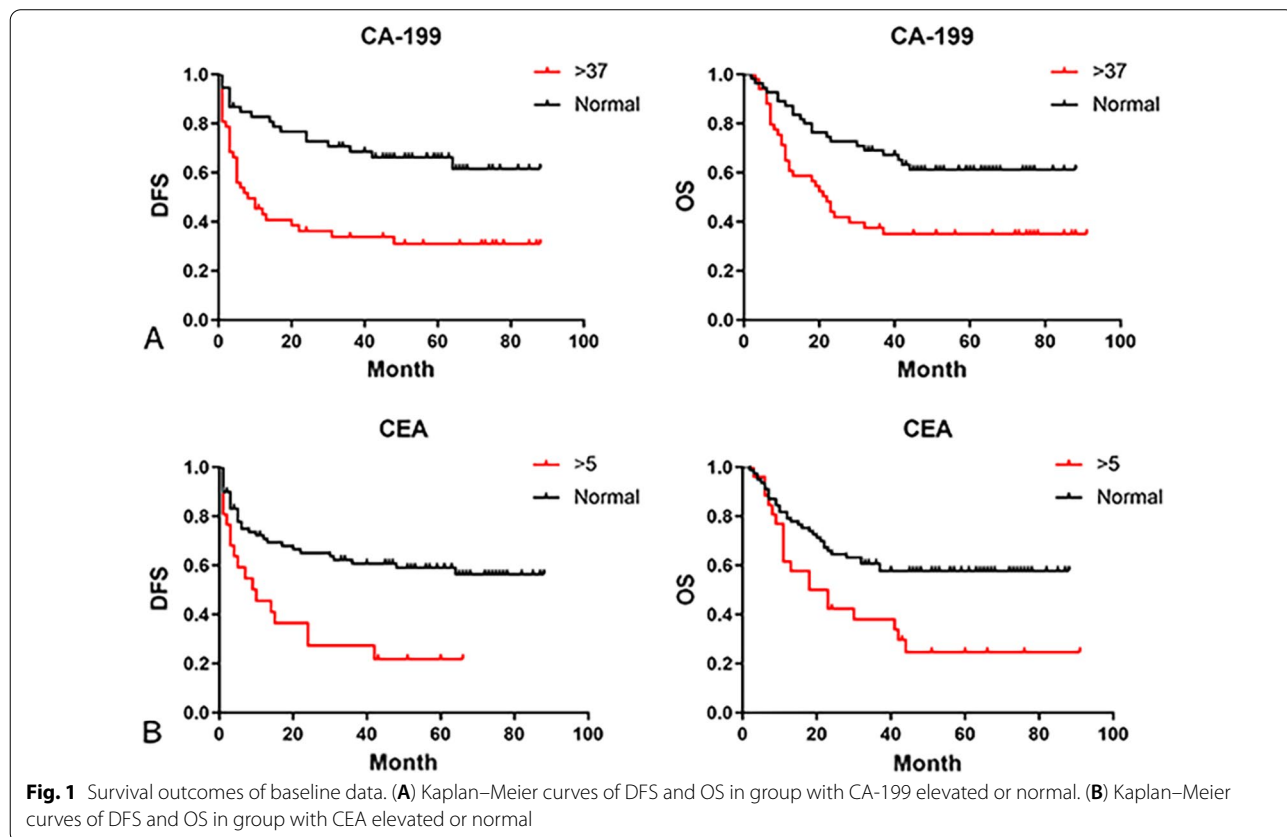 CA-199
>37
Normal
1.0
0.8
0.6
0.4
0.2
0.0
DFS
0 20 40 60 80 100
Month
A
CA-199
>37
Normal
1.0
0.8
0.6
0.4
0.2
0.0
OS
0 20 40 60 80 100
Month
CEA
>5
Normal
1.0
0.8
0.6
0.4
0.2
0.0
DFS
0 20 40 60 80 100
Month
B
CEA
>5
Normal
1.0
0.8
0.6
0.4
0.2
0.0
OS
0 20 40 60 80 100
Month
Fig. 1 Survival outcomes of baseline data. (A) Kaplan–Meier curves of DFS and OS in group with CA-199 elevated or normal. (B) Kaplan–Meier
curves of DFS and OS in group with CEA elevated or normal